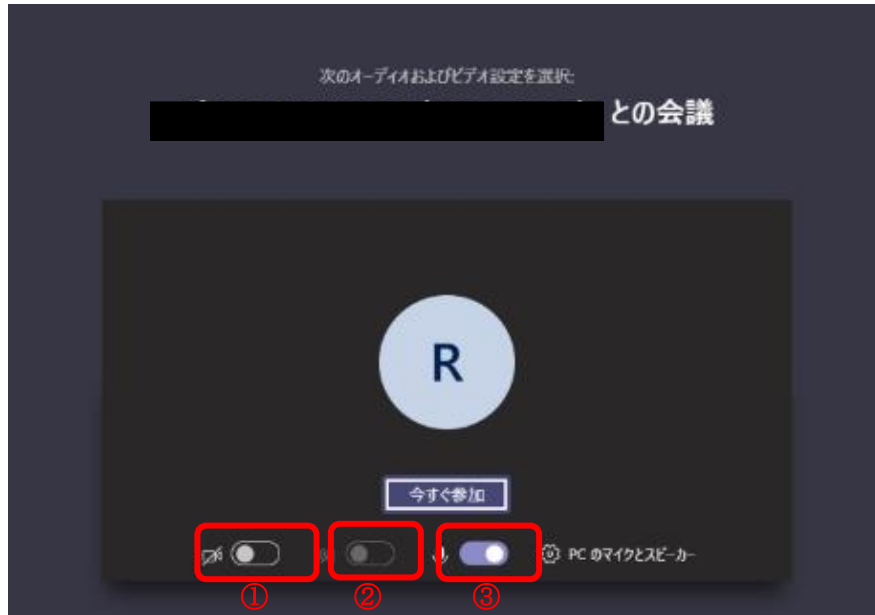 次のオーディオおよびビデオ設定を選択:
との会議
R
今すぐ参加
PC のマイクとスピーカー
① ② ③